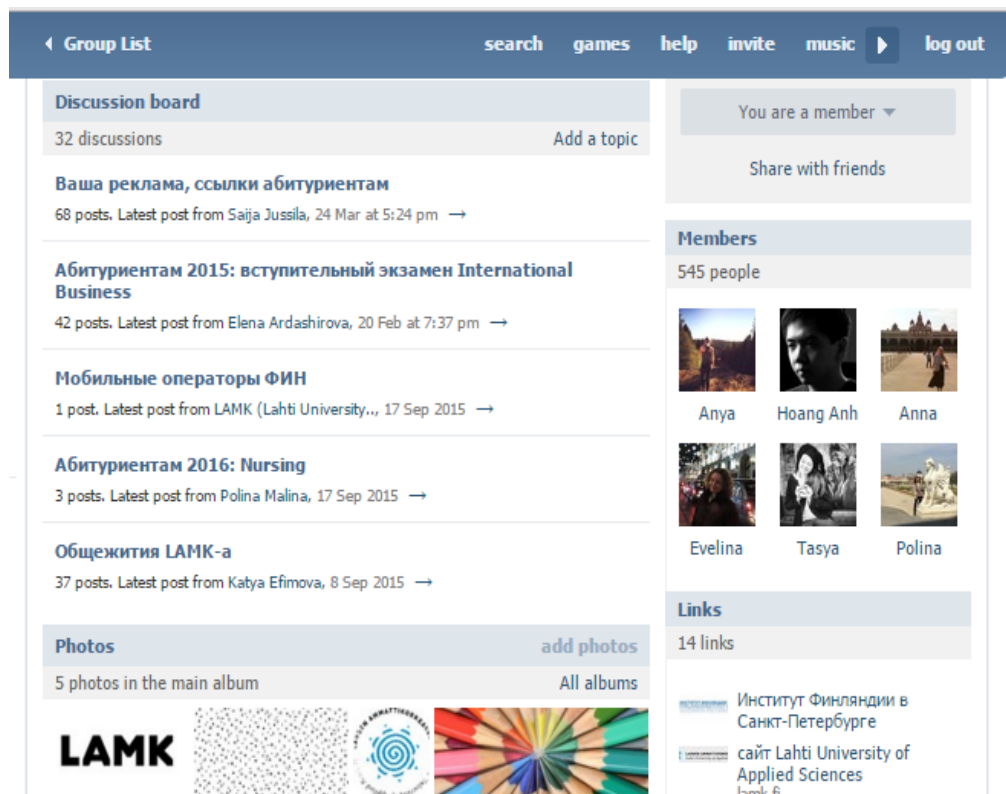 Group List
search games help invite music log out
Discussion board
32 discussions
Add a topic
Ваша реклама, ссылки абитуриентам
68 posts. Latest post from Saija Jussila, 24 Mar at 5:24 pm →
Абитуриентам 2015: вступительный экзамен International
Business
42 posts. Latest post from Elena Ardashirova, 20 Feb at 7:37 pm →
Мобильные операторы ФИН
1 post. Latest post from LAMK (Lahti University.., 17 Sep 2015 →
Абитуриентам 2016: Nursing
3 posts. Latest post from Polina Malina, 17 Sep 2015 →
Общежития LAMK-а
37 posts. Latest post from Katya Efimova, 8 Sep 2015 →
Photos
add photos
5 photos in the main album
All albums
LAMK
You are a member
Share with friends
Members
545 people
Anya Hoang Anh Anna
Evelina Tasya Polina
Links
14 links
Институт Финляндии в
Санкт-Петербурге
сайт Lahti University of
Applied Sciences
lamk.fi